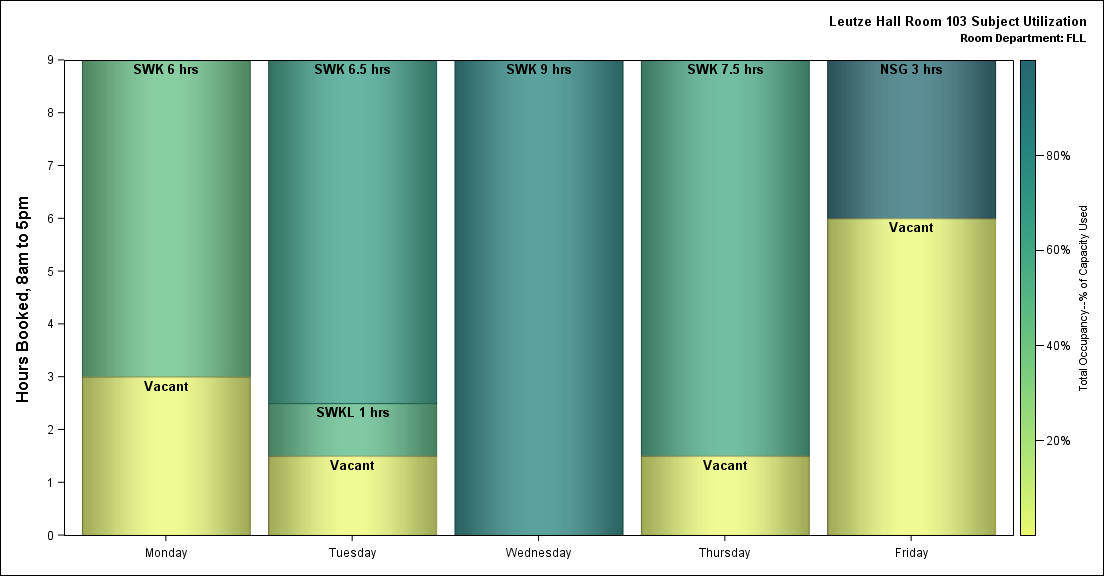 Leutze Hall Room 103 Subject Utilization
Room Department: FLL
Hours Booked, 8am to 5pm
9
8
7
6
5
4
3
2
1
0
SWK 6 hrs
Vacant
SWK 6.5 hrs
SWKL 1 hrs
Vacant
SWK 9 hrs
SWK 7.5 hrs
Vacant
NSG 3 hrs
Vacant
Monday
Tuesday
Wednesday
Thursday
Friday
80%
60%
40%
20%
Total Occupancy--% of Capacity Used